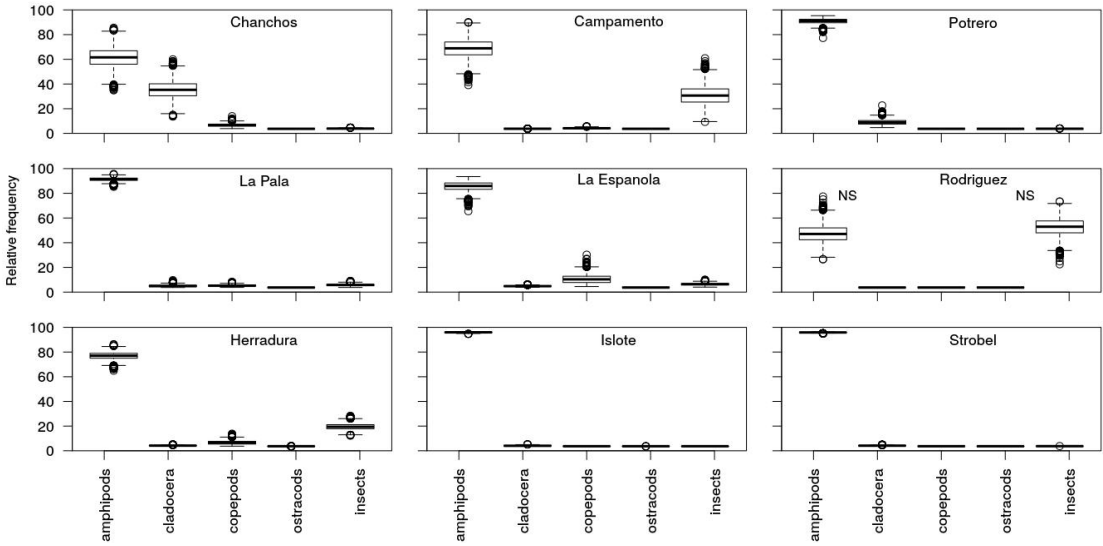 Relative frequency
100
80
60
40
20
0
Chanchos
Campamento
Potrero
100
80
60
40
20
0
La Pala
La Espanola
Rodriguez
NS
NS
100
80
60
40
20
0
Herradura
Islote
Strobel
amphipods
cladocera
copepods
ostracods
insects
amphipods
cladocera
copepods
ostracods
insects
amphipods
cladocera
copepods
ostracods
insects